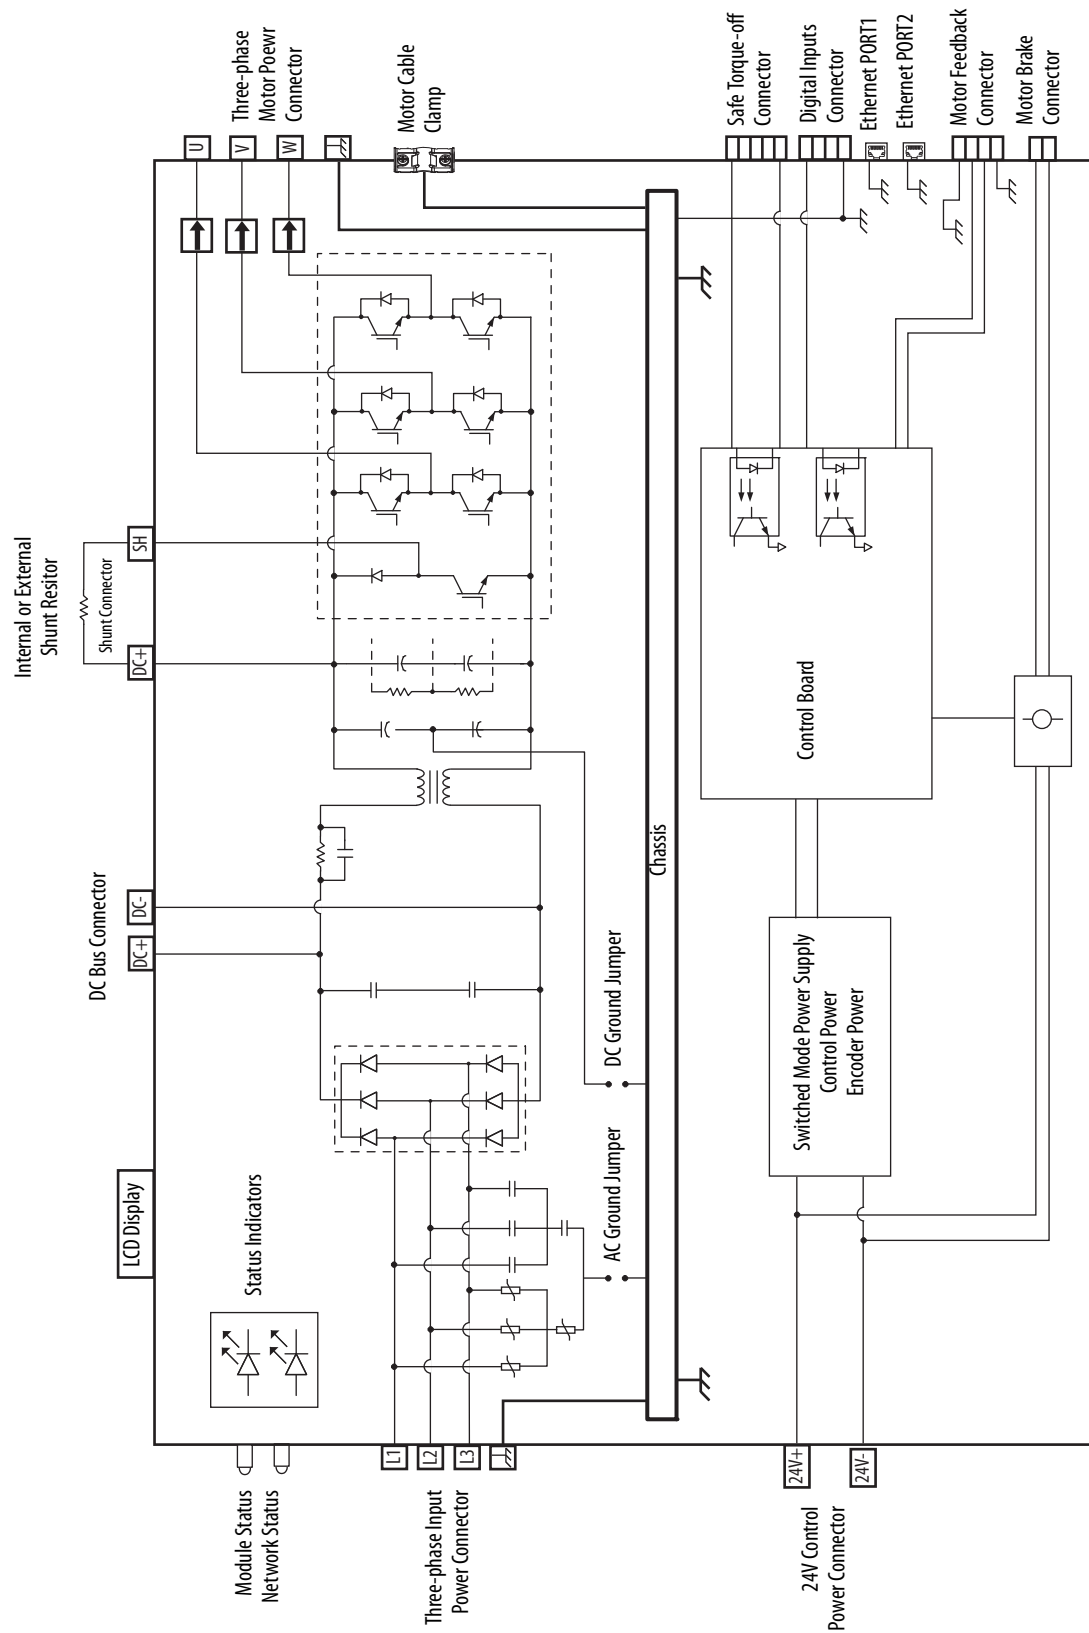 Module Status
Network Status
Status Indicators
LCD Display
Three-phase Input
Power Connector
L1
L2
L3
AC Ground Jumper
DC Ground Jumper
DC Bus Connector
DC+
DC-
Internal or External
Shunt Resitor
Shunt Connector
DC+
SH
Three-phase
Motor Poewr
Connector
U
V
W
Motor Cable
Clamp
Chassis
24V Control
Power Connector
24V+
24V-
Switched Mode Power Supply
Control Power
Encoder Power
Control Board
Safe Torque-off
Connector
Digital Inputs
Connector
Ethernet PORT1
Ethernet PORT2
Motor Feedback
Connector
Motor Brake
Connector